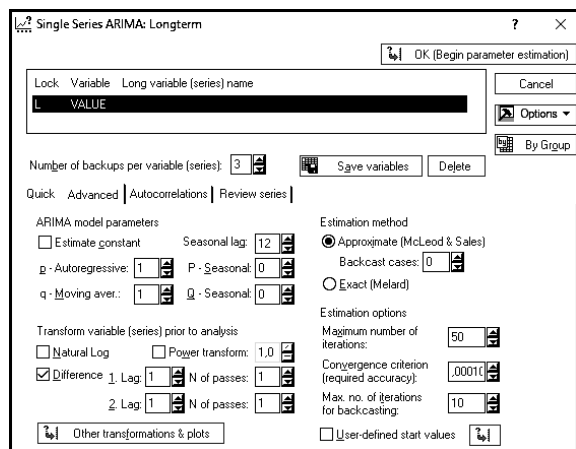 Single Series ARIMA: Longterm ? ×
OK (Begin parameter estimation)
Lock Variable Long variable (series) name
L VALUE
Cancel
Options
By Group
Number of backups per variable (series): 3 Save variables Delete
Quick Advanced Autocorrelations Review series
ARIMA model parameters
Estimate constant Seasonal lag: 12
p - Autoregressive: 1 P - Seasonal: 0
q - Moving aver.: 1 Q - Seasonal: 0
Transform variable (series) prior to analysis
Natural Log Power transform: 1,0
Difference 1. Lag: 1 N of passes: 1
2. Lag: 1 N of passes: 1
Other transformations & plots
Estimation method
Approximate (McLeod & Sales)
Backcast cases: 0
Exact (Melard)
Estimation options
Maximum number of
iterations: 50
Convergence criterion
(required accuracy): ,00010
Max. no. of iterations
for backcasting: 10
User-defined start values